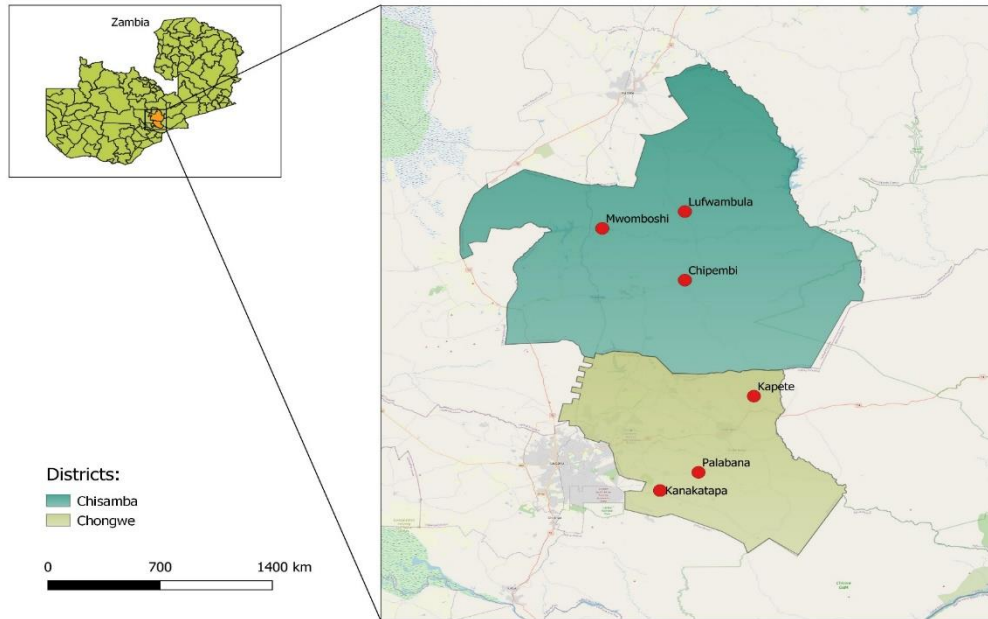 Zambia
Lufwambula
Mwomboshi
Chipembi
Kapete
Palabana
Kanakatapa
Districts:
Chisamba
Chongwe
0 700 1400 km